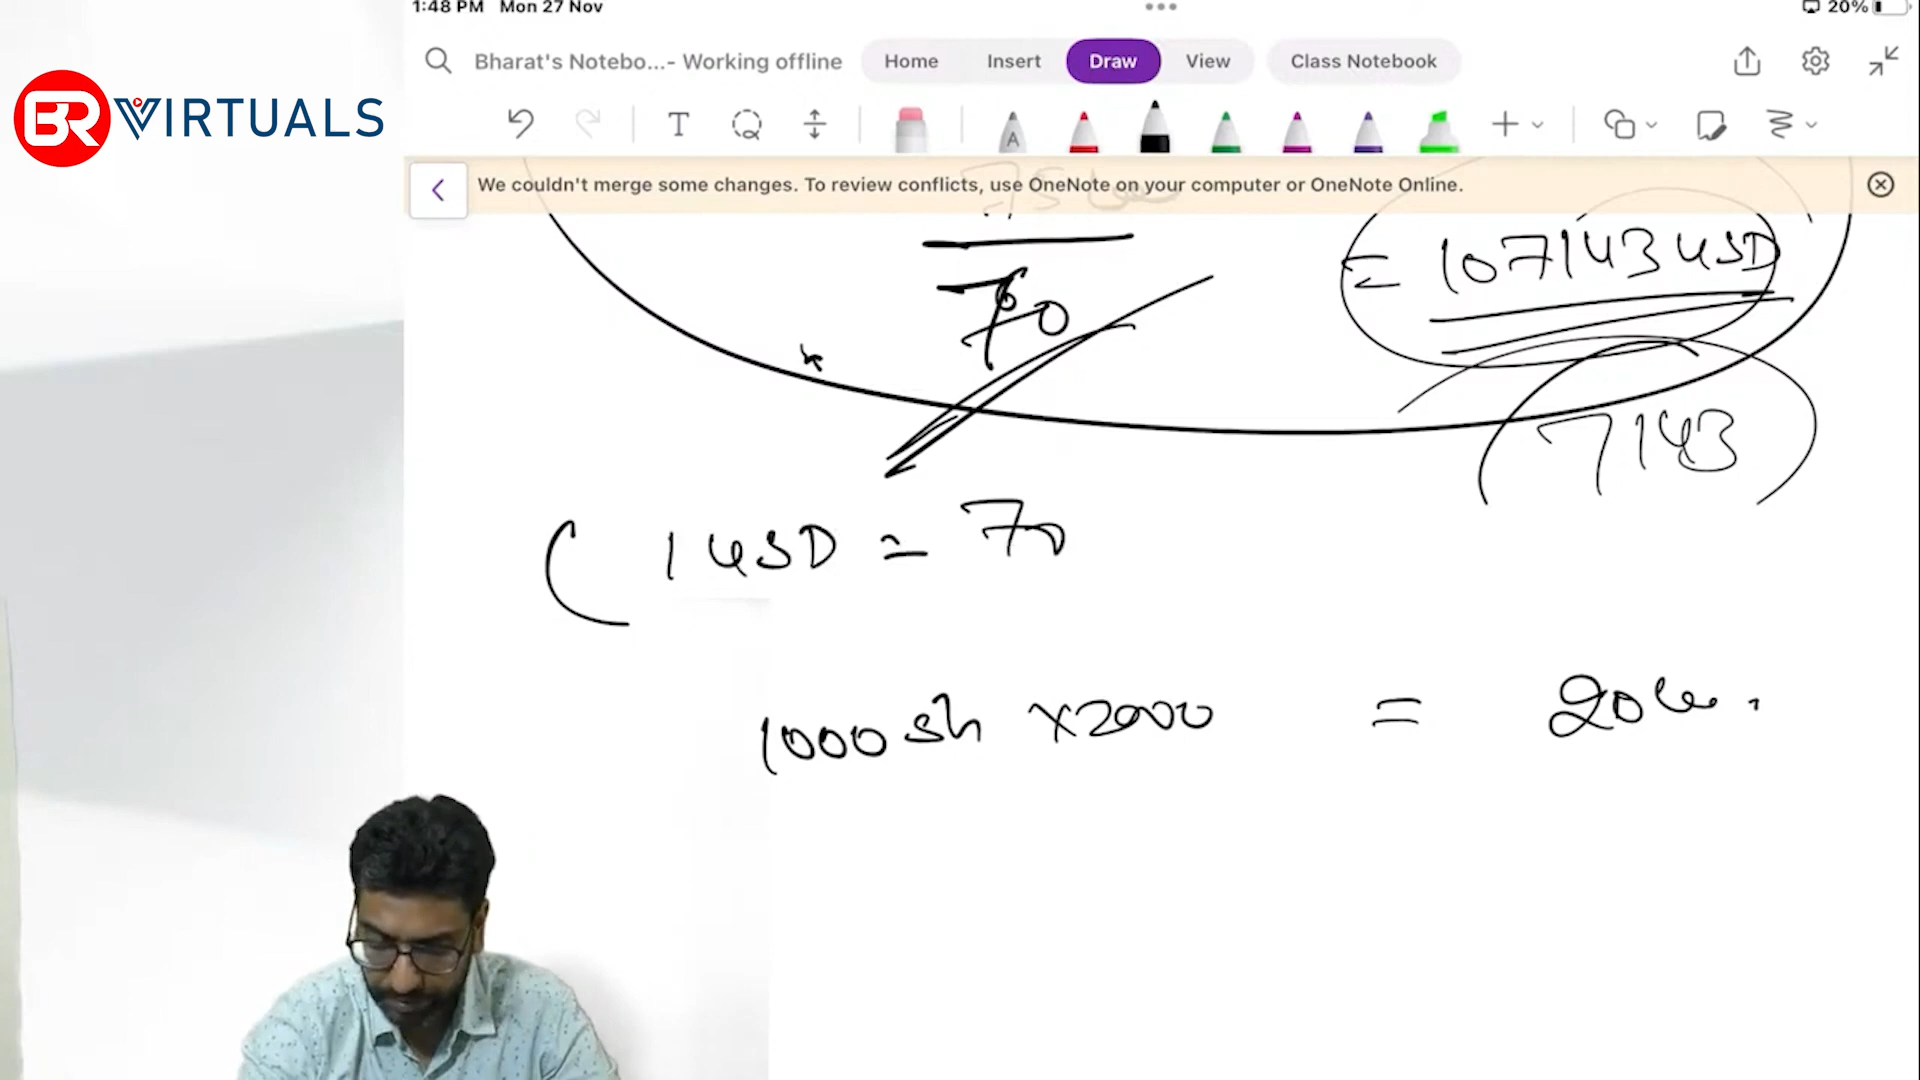 1:48 PM Mon 27 Nov
20%
BR VIRTUALS
Bharat's Notebo...- Working offline
Home Insert Draw View Class Notebook
T
A
We couldn't merge some changes. To review conflicts, use OneNote on your computer or OneNote Online.
70
= 107143 USD
7143
( 1 USD = 70
1000 sh × 2000 = 20